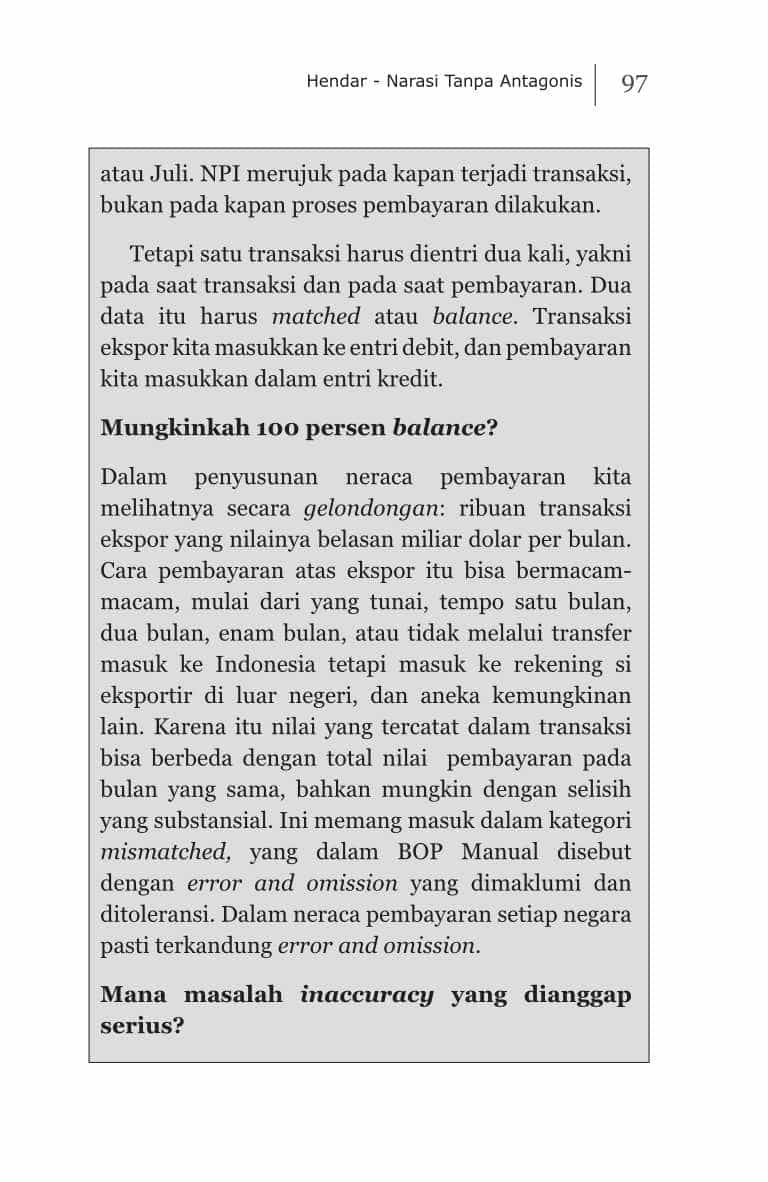 Hendar - Narasi Tanpa Antagonis 97
atau Juli. NPI merujuk pada kapan terjadi transaksi,
bukan pada kapan proses pembayaran dilakukan.
Tetapi satu transaksi harus dientri dua kali, yakni
pada saat transaksi dan pada saat pembayaran. Dua
data itu harus matched atau balance. Transaksi
ekspor kita masukkan ke entri debit, dan pembayaran
kita masukkan dalam entri kredit.
Mungkinkah 100 persen balance?
Dalam penyusunan neraca pembayaran kita
melihatnya secara gelondongan: ribuan transaksi
ekspor yang nilainya belasan miliar dolar per bulan.
Cara pembayaran atas ekspor itu bisa bermacam-
macam, mulai dari yang tunai, tempo satu bulan,
dua bulan, enam bulan, atau tidak melalui transfer
masuk ke Indonesia tetapi masuk ke rekening si
eksportir di luar negeri, dan aneka kemungkinan
lain. Karena itu nilai yang tercatat dalam transaksi
bisa berbeda dengan total nilai pembayaran pada
bulan yang sama, bahkan mungkin dengan selisih
yang substansial. Ini memang masuk dalam kategori
mismatched, yang dalam BOP Manual disebut
dengan error and omission yang dimaklumi dan
ditoleransi. Dalam neraca pembayaran setiap negara
pasti terkandung error and omission.
Mana masalah inaccuracy yang dianggap
serius?